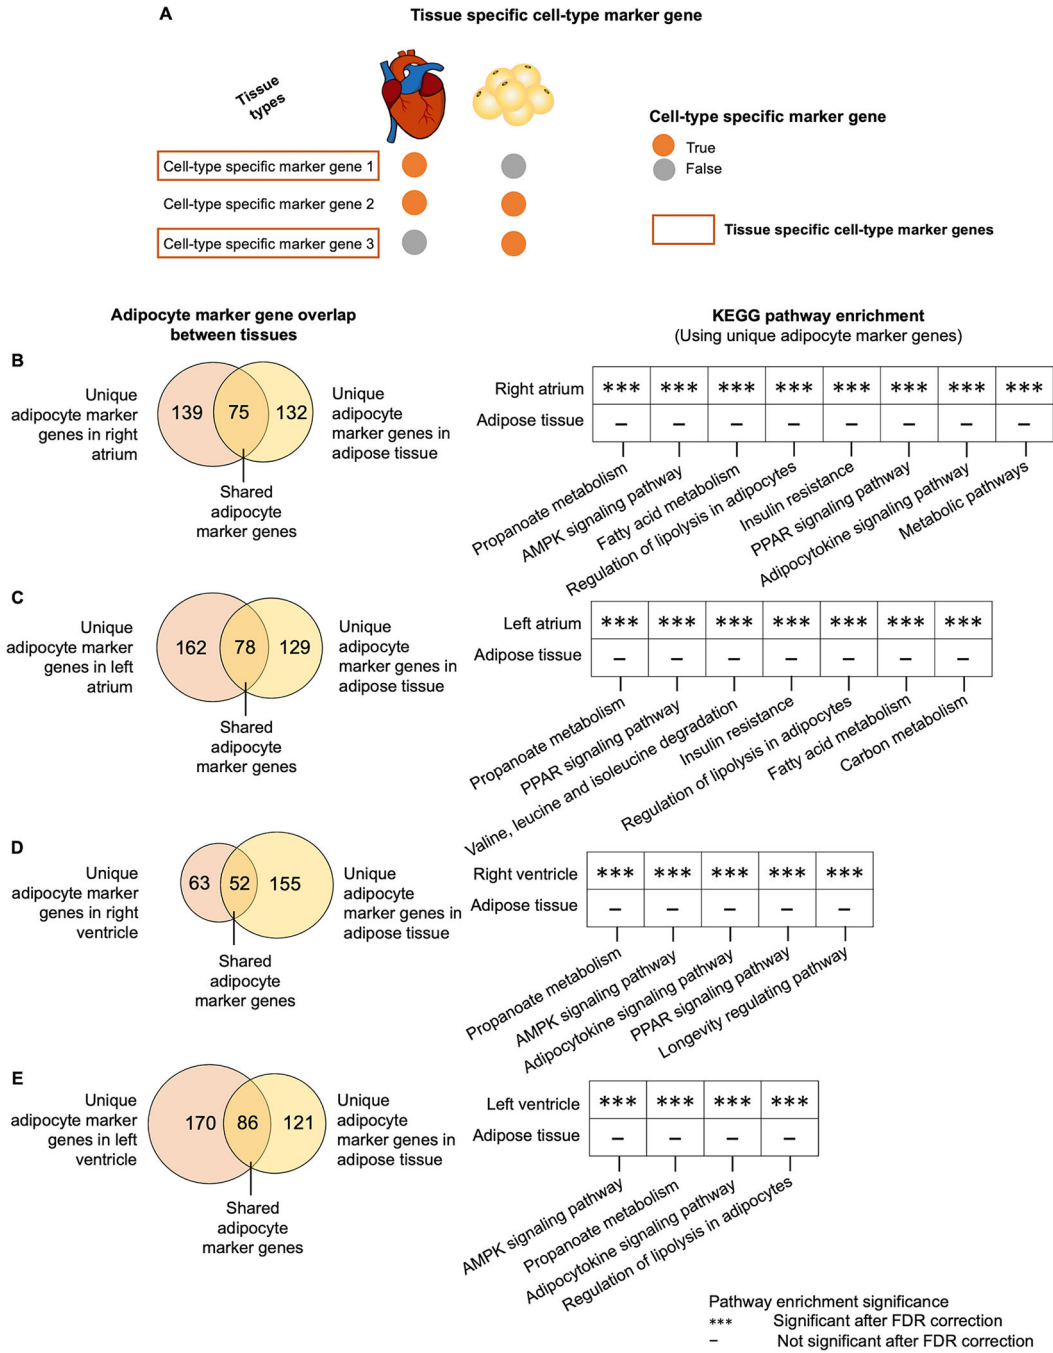 A
Tissue specific cell-type marker gene
Tissue
types
Cell-type specific marker gene 1
Cell-type specific marker gene 2
Cell-type specific marker gene 3
Cell-type specific marker gene
True
False
Tissue specific cell-type marker genes
Adipocyte marker gene overlap
between tissues
KEGG pathway enrichment
(Using unique adipocyte marker genes)
B
Unique
adipocyte marker
genes in right
atrium
139
75
132
Unique
adipocyte
marker genes in
adipose tissue
Shared
adipocyte
marker genes
Right atrium
*** *** *** *** *** *** *** ***
Adipose tissue
– – – – – – – –
Propanoate metabolism
AMPK signaling pathway
Fatty acid metabolism
Regulation of lipolysis in adipocytes
Insulin resistance
PPAR signaling pathway
Adipocytokine signaling pathway
Metabolic pathways
C
Unique
adipocyte marker
genes in left
atrium
162
78
129
Unique
adipocyte
marker genes in
adipose tissue
Shared
adipocyte
marker genes
Left atrium
*** *** *** *** *** *** ***
Adipose tissue
– – – – – – –
Propanoate metabolism
PPAR signaling pathway
Valine, leucine and isoleucine degradation
Insulin resistance
Regulation of lipolysis in adipocytes
Fatty acid metabolism
Carbon metabolism
D
Unique
adipocyte marker
genes in right
ventricle
63
52
155
Unique
adipocyte
marker genes in
adipose tissue
Shared
adipocyte
marker genes
Right ventricle
*** *** *** *** ***
Adipose tissue
– – – – –
Propanoate metabolism
AMPK signaling pathway
Adipocytokine signaling pathway
PPAR signaling pathway
Longevity regulating pathway
E
Unique
adipocyte marker
genes in left
ventricle
170
86
121
Unique
adipocyte
marker genes in
adipose tissue
Shared
adipocyte
marker genes
Left ventricle
*** *** *** ***
Adipose tissue
– – – –
AMPK signaling pathway
Propanoate metabolism
Adipocytokine signaling pathway
Regulation of lipolysis in adipocytes
Pathway enrichment significance
*** Significant after FDR correction
– Not significant after FDR correction